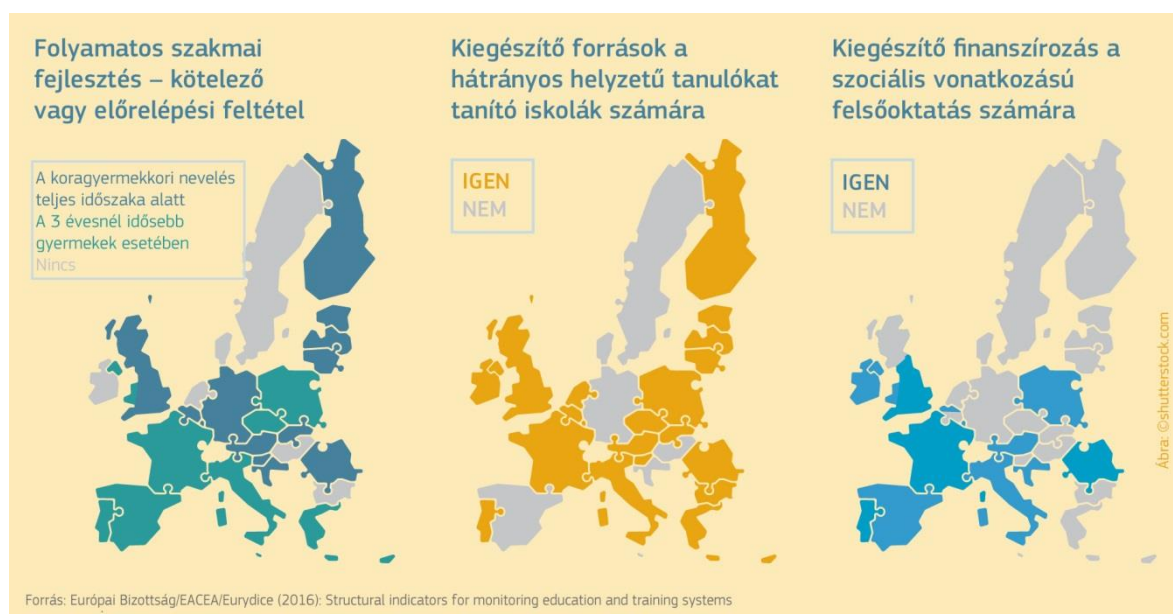 Folyamatos szakmai
fejlesztés – kötelező
vagy előrelépési feltétel
A koragyermekkori nevelés
teljes időszaka alatt
A 3 évesnél idősebb
gyermekek esetében
Nincs
Kiegészítő források a
hátrányos helyzetű tanulókat
tanító iskolák számára
IGEN
NEM
Kiegészítő finanszírozás a
szociális vonatkozású
felsőoktatás számára
IGEN
NEM
Ábra: ©shutterstock.com
Forrás: Európai Bizottság/EACEA/Eurydice (2016): Structural indicators for monitoring education and training systems